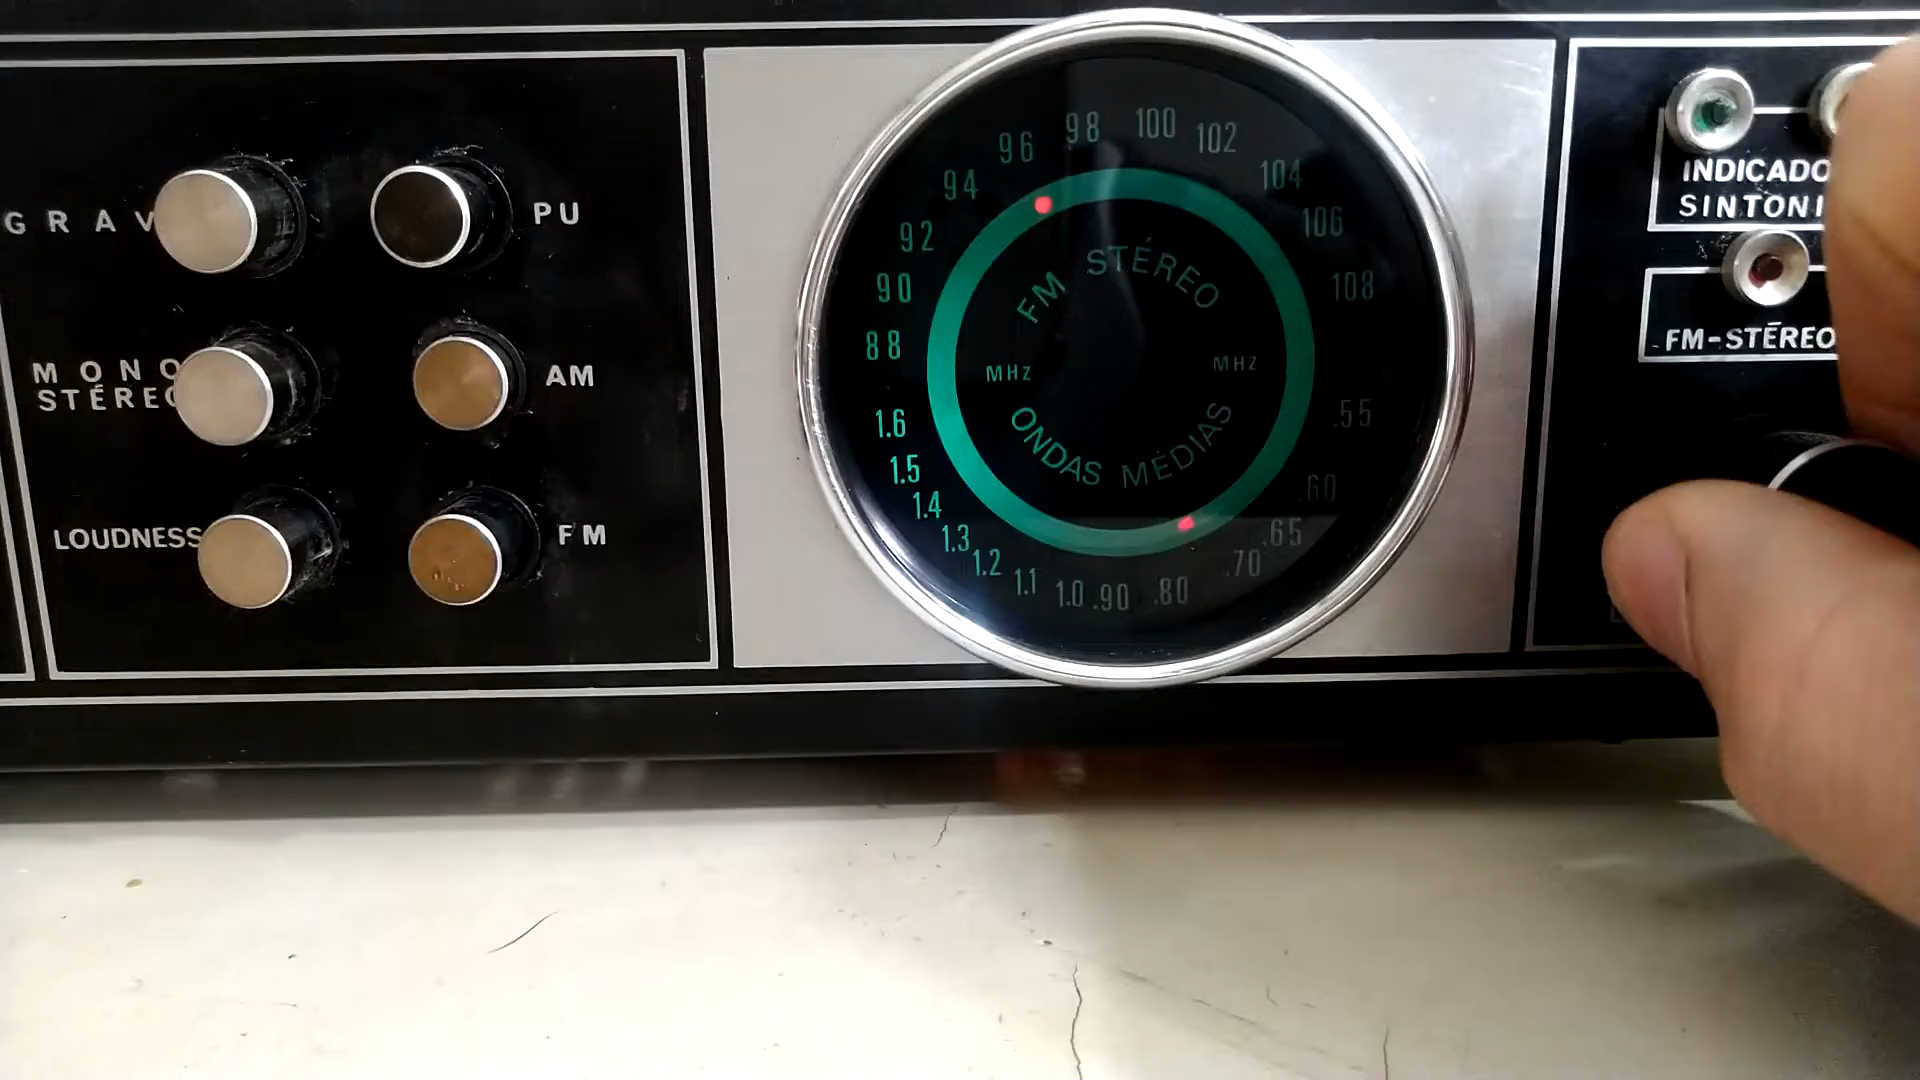 GRAV
PU
MONO
STÉREO
AM
LOUDNESS
FM
88
90
92
94
96
98
100
102
104
106
108
FM STÉREO
MHz
MHZ
ONDAS MÉDIAS
1.6
1.5
1.4
1.3
1.2
1.1
1.0
.90
.80
.70
.65
.60
.55
INDICADO
SINTONI
FM-STĒREO